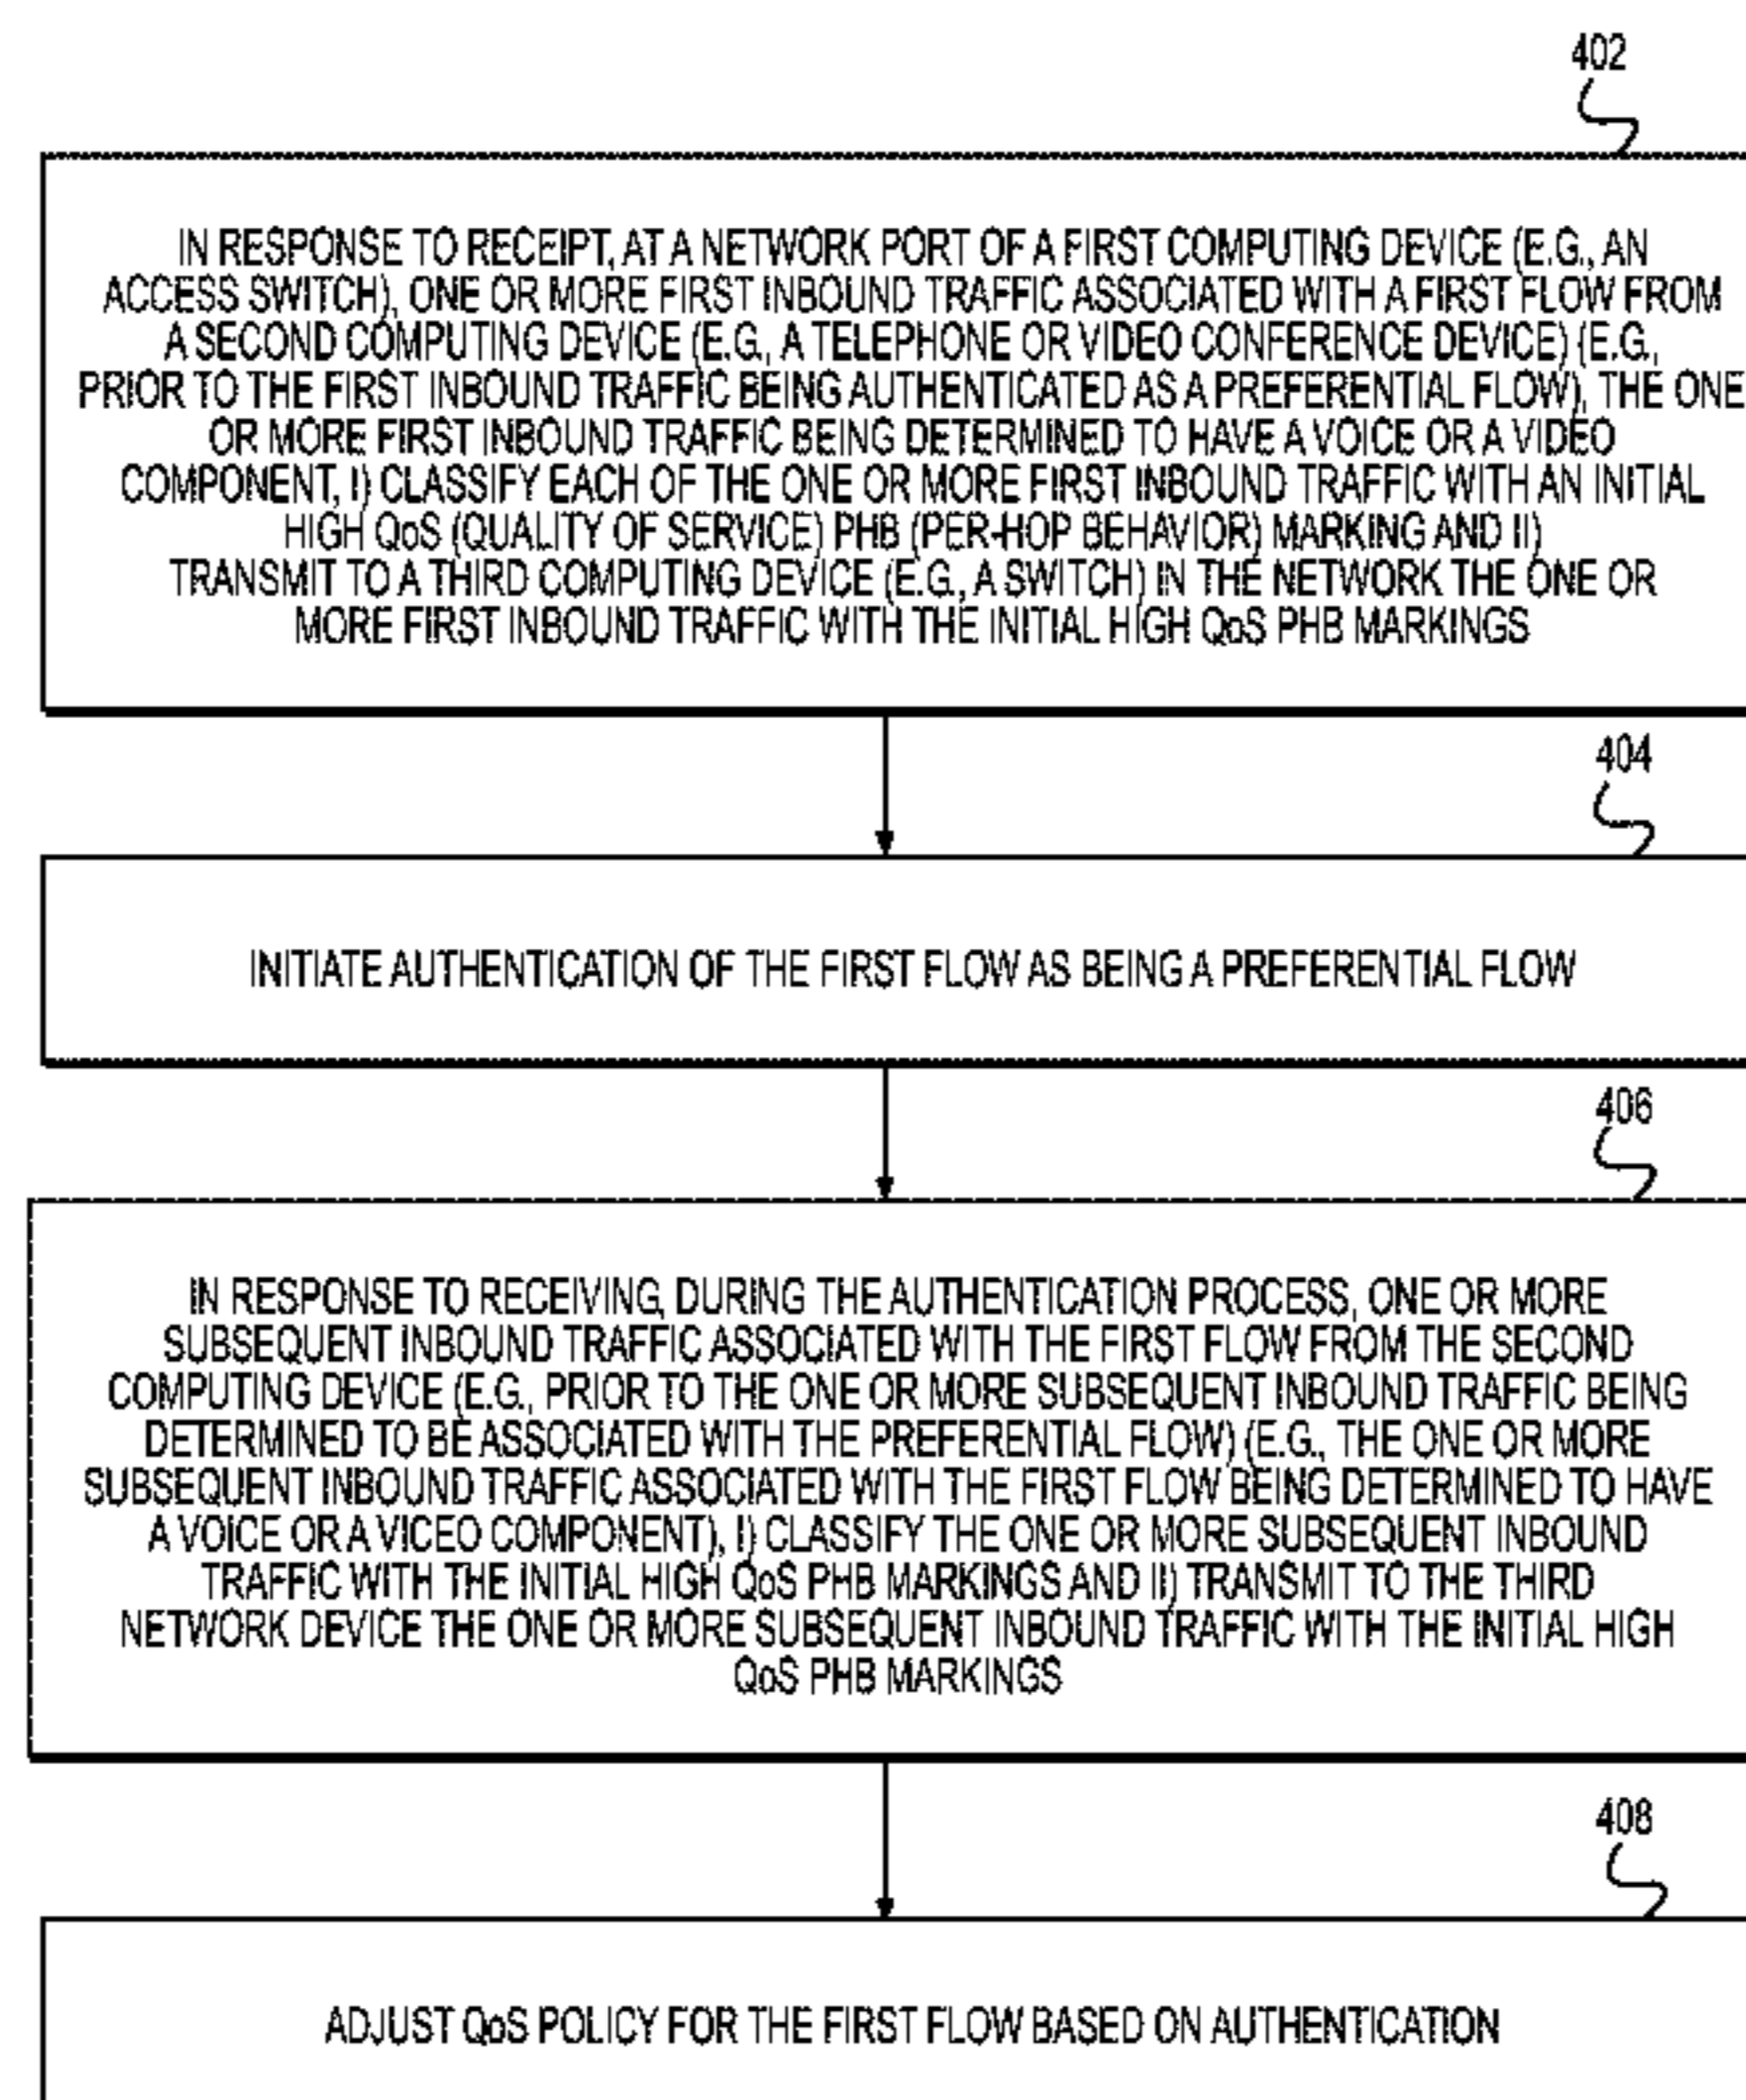 402
IN RESPONSE TO RECEIPT, AT A NETWORK PORT OF A FIRST COMPUTING DEVICE (E.G., AN
ACCESS SWITCH), ONE OR MORE FIRST INBOUND TRAFFIC ASSOCIATED WITH A FIRST FLOW FROM
A SECOND COMPUTING DEVICE (E.G., A TELEPHONE OR VIDEO CONFERENCE DEVICE) (E.G.,
PRIOR TO THE FIRST INBOUND TRAFFIC BEING AUTHENTICATED AS A PREFERENTIAL FLOW), THE ONE
OR MORE FIRST INBOUND TRAFFIC BEING DETERMINED TO HAVE A VOICE OR A VIDEO
COMPONENT, I) CLASSIFY EACH OF THE ONE OR MORE FIRST INBOUND TRAFFIC WITH AN INITIAL
HIGH QoS (QUALITY OF SERVICE) PHB (PER-HOP BEHAVIOR) MARKING AND II)
TRANSMIT TO A THIRD COMPUTING DEVICE (E.G., A SWITCH) IN THE NETWORK THE ONE OR
MORE FIRST INBOUND TRAFFIC WITH THE INITIAL HIGH QoS PHB MARKINGS
404
INITIATE AUTHENTICATION OF THE FIRST FLOW AS BEING A PREFERENTIAL FLOW
406
IN RESPONSE TO RECEIVING, DURING THE AUTHENTICATION PROCESS, ONE OR MORE
SUBSEQUENT INBOUND TRAFFIC ASSOCIATED WITH THE FIRST FLOW FROM THE SECOND
COMPUTING DEVICE (E.G., PRIOR TO THE ONE OR MORE SUBSEQUENT INBOUND TRAFFIC BEING
DETERMINED TO BE ASSOCIATED WITH THE PREFERENTIAL FLOW) (E.G., THE ONE OR MORE
SUBSEQUENT INBOUND TRAFFIC ASSOCIATED WITH THE FIRST FLOW BEING DETERMINED TO HAVE
A VOICE OR A VICEO COMPONENT), I) CLASSIFY THE ONE OR MORE SUBSEQUENT INBOUND
TRAFFIC WITH THE INITIAL HIGH QoS PHB MARKINGS AND II) TRANSMIT TO THE THIRD
NETWORK DEVICE THE ONE OR MORE SUBSEQUENT INBOUND TRAFFIC WITH THE INITIAL HIGH
QoS PHB MARKINGS
408
ADJUST QoS POLICY FOR THE FIRST FLOW BASED ON AUTHENTICATION